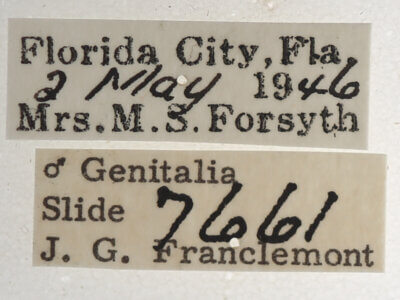 Florida City, Fla.
2 May 1946
Mrs. M. S. Forsyth
♂ Genitalia
Slide 7661
J. G. Franclemont